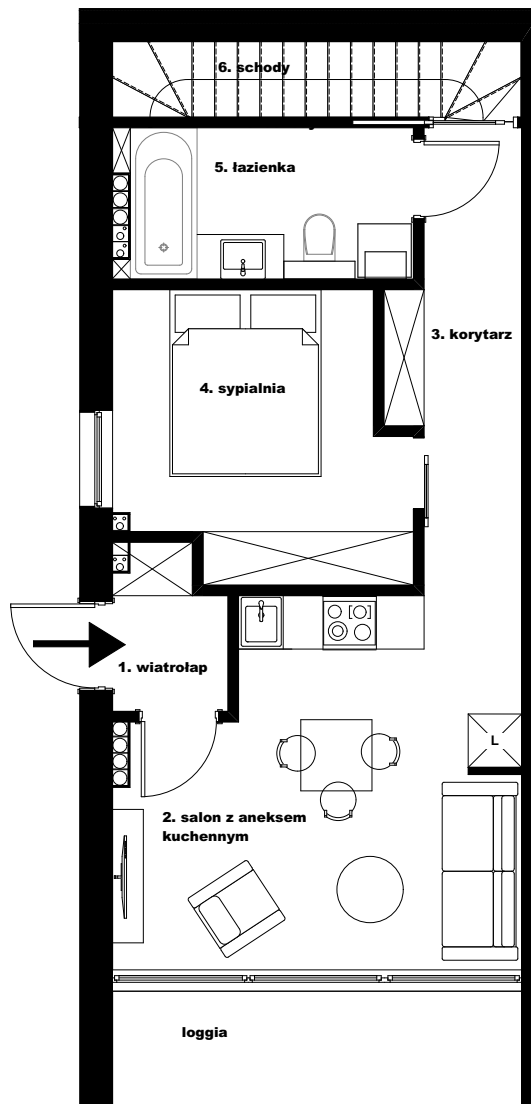 6. schody
5. łazienka
3. korytarz
4. sypialnia
1. wiatrołap
L
2. salon z aneksem
kuchennym
loggia